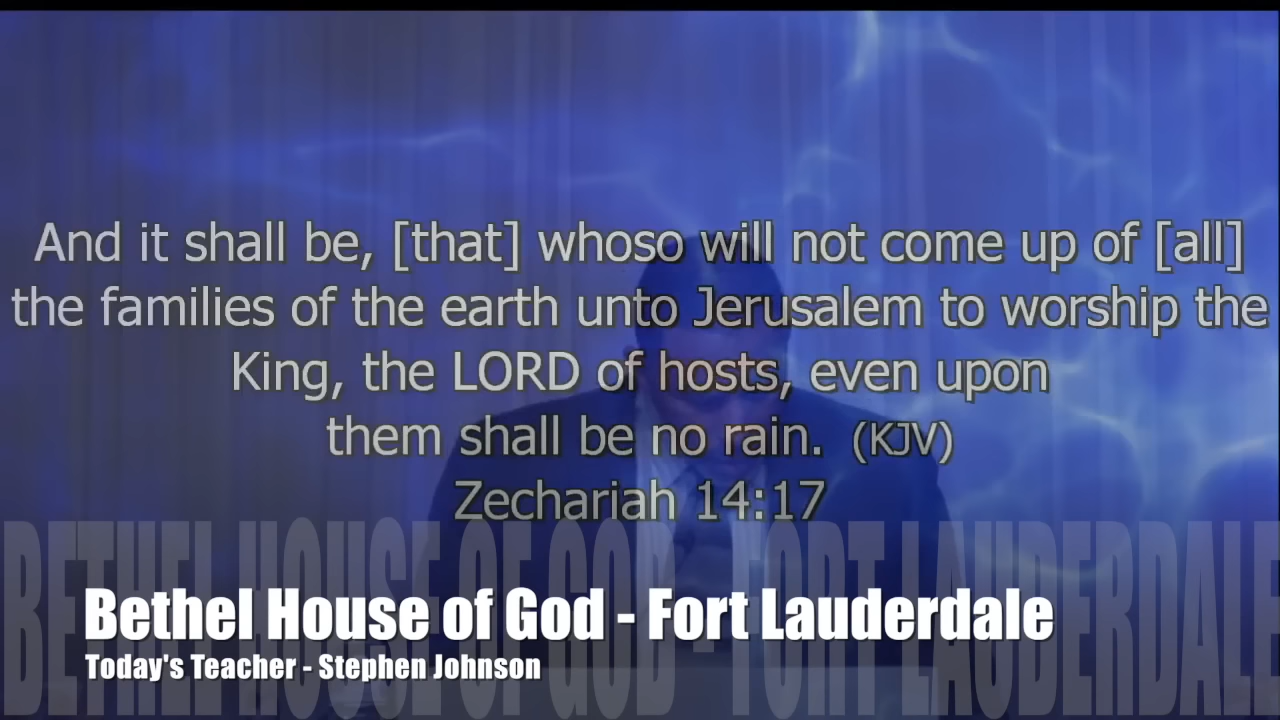 And it shall be, [that] whoso will not come up of [all]
the families of the earth unto Jerusalem to worship the
King, the LORD of hosts, even upon
them shall be no rain. (KJV)
Zechariah 14:17
BETHEL HOUSE OF GOD - FORT LAUDERDALE
Bethel House of God - Fort Lauderdale
Today's Teacher - Stephen Johnson